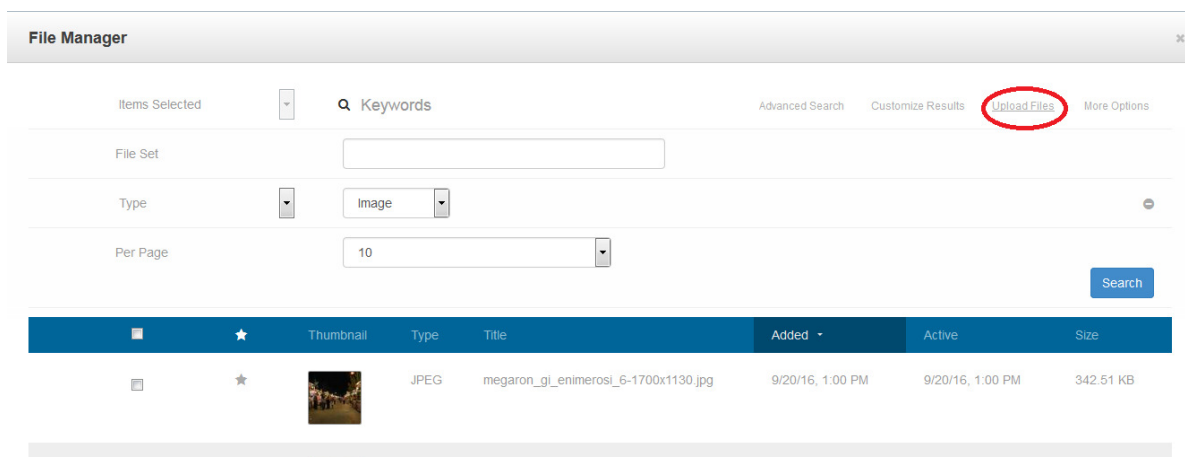 File Manager
Items Selected Keywords Advanced Search Customize Results Upload Files More Options
File Set
Type Image
Per Page 10
Search
Thumbnail Type Title Added Active Size
JPEG megaron_gi_enimerosi_6-1700x1130.jpg 9/20/16, 1:00 PM 9/20/16, 1:00 PM 342.51 KB